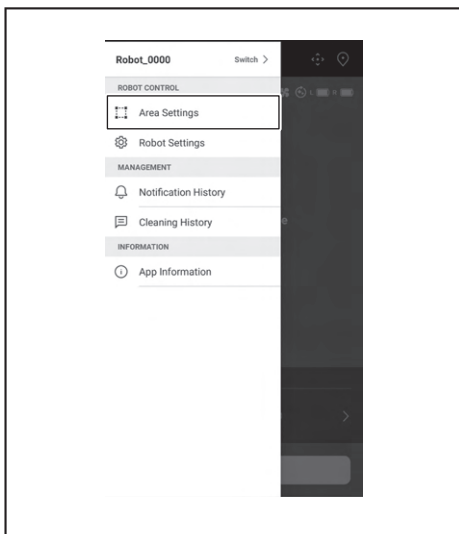 Robot_0000 Switch >
ROBOT CONTROL
Area Settings
Robot Settings
MANAGEMENT
Notification History
Cleaning History
INFORMATION
App Information